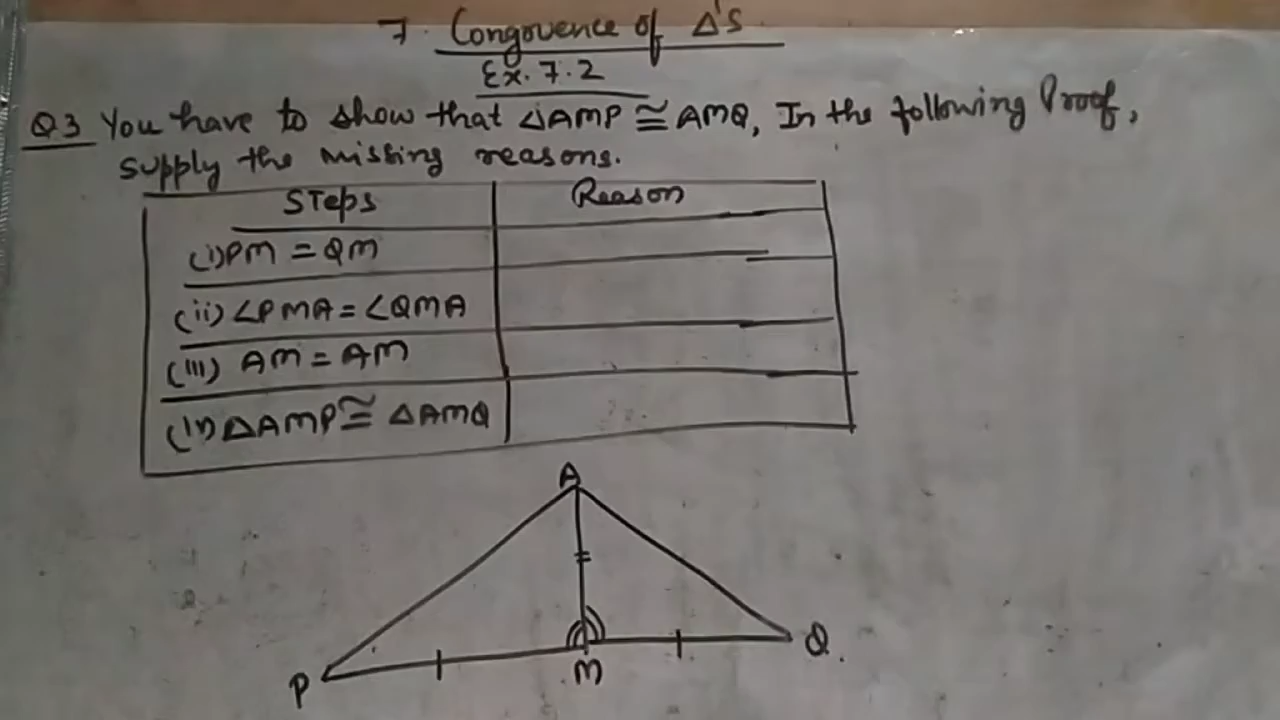 7. Congruence of Δ'S
Ex. 7.2
Q3 You have to show that ΔAMP ≅ AMQ, In the following Proof,
supply the missing reasons.
Steps Reason
(i) PM = QM
(ii) ∠PMA = ∠QMA
(iii) AM = AM
(iv) ΔAMP ≅ ΔAMQ
A
P M Q.